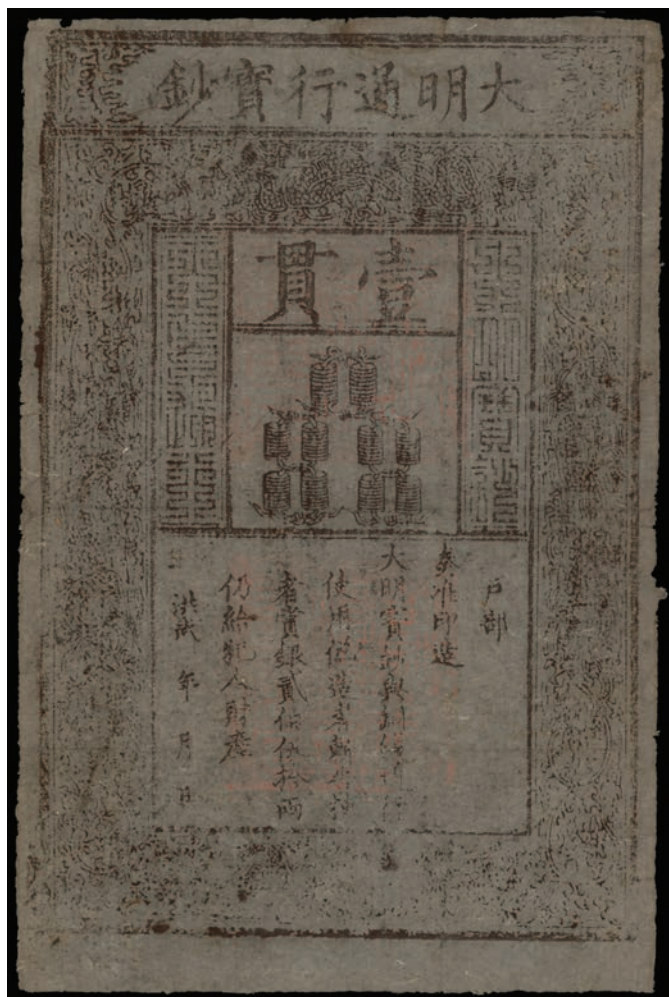 大明通行寶鈔
壹貫
大明寶鈔
天下通行
户部
奏准印造
大明寶鈔與銅錢通行
使用偽造者斬告捕
者賞銀貳伯伍拾兩
仍給犯人財產
洪武 年 月 日